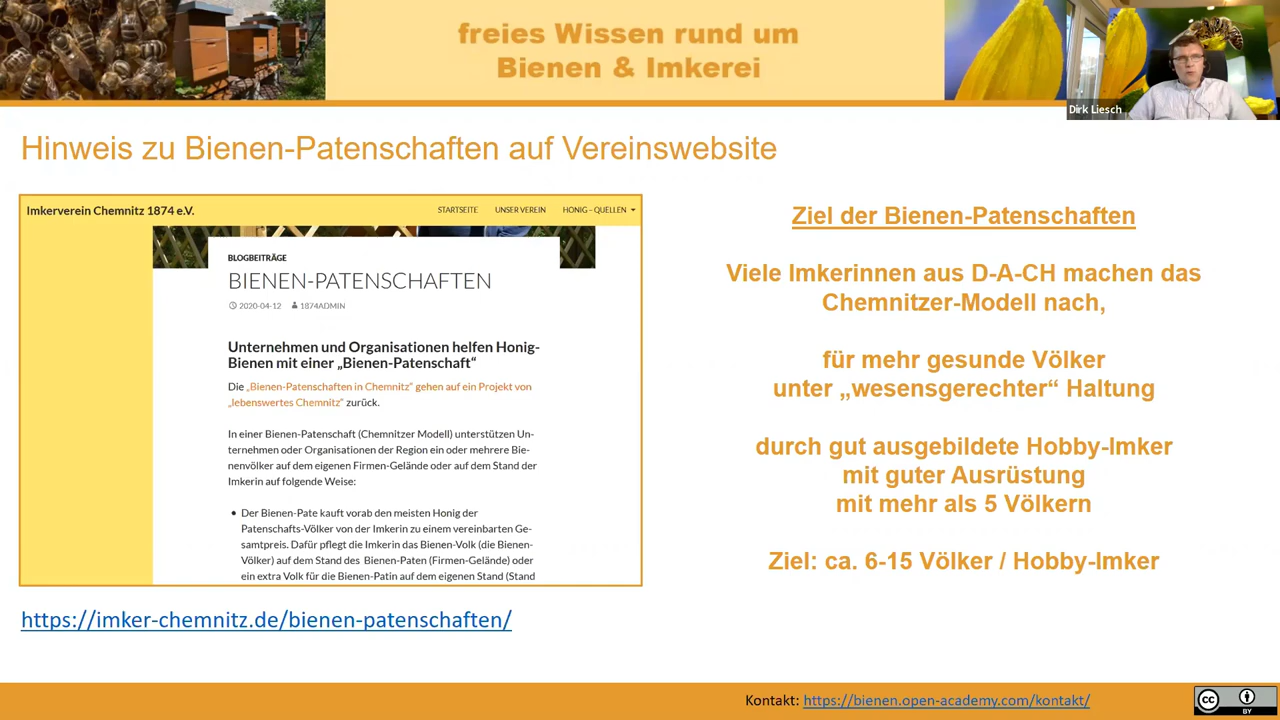 freies Wissen rund um
Bienen & Imkerei
Dirk Liesch
Hinweis zu Bienen-Patenschaften auf Vereinswebsite
Imkerverein Chemnitz 1874 e.V.
STARTSEITE UNSER VEREIN HONIG – QUELLEN
BLOGBEITRÄGE
BIENEN-PATENSCHAFTEN
2020-04-12 1874ADMIN
Unternehmen und Organisationen helfen Honig-
Bienen mit einer „Bienen-Patenschaft“
Die „Bienen-Patenschaften in Chemnitz“ gehen auf ein Projekt von
„lebenswertes Chemnitz“ zurück.
In einer Bienen-Patenschaft (Chemnitzer Modell) unterstützen Un-
ternehmen oder Organisationen der Region ein oder mehrere Bie-
nenvölker auf dem eigenen Firmen-Gelände oder auf dem Stand der
Imkerin auf folgende Weise:
• Der Bienen-Pate kauft vorab den meisten Honig der
Patenschafts-Völker von der Imkerin zu einem vereinbarten Ge-
samtpreis. Dafür pflegt die Imkerin das Bienen-Volk (die Bienen-
Völker) auf dem Stand des Bienen-Paten (Firmen-Gelände) oder
ein extra Volk für die Bienen-Patin auf dem eigenen Stand (Stand
https://imker-chemnitz.de/bienen-patenschaften/
Ziel der Bienen-Patenschaften
Viele Imkerinnen aus D-A-CH machen das
Chemnitzer-Modell nach,
für mehr gesunde Völker
unter „wesensgerechter“ Haltung
durch gut ausgebildete Hobby-Imker
mit guter Ausrüstung
mit mehr als 5 Völkern
Ziel: ca. 6-15 Völker / Hobby-Imker
Kontakt: https://bienen.open-academy.com/kontakt/
cc BY